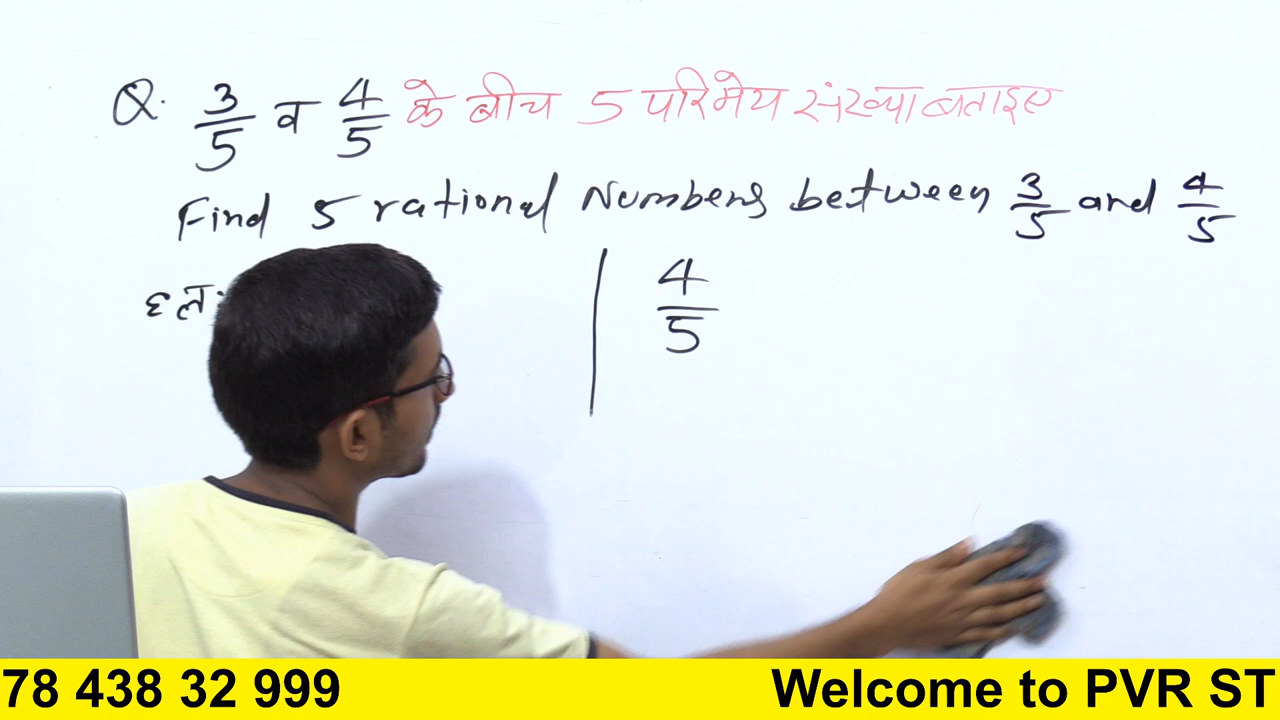 Q. 3/5 व 4/5 के बीच 5 परिमेय संख्या बताइए
Find 5 rational Numbers between 3/5 and 4/5
हल:
4/5
78 438 32 999
Welcome to PVR ST